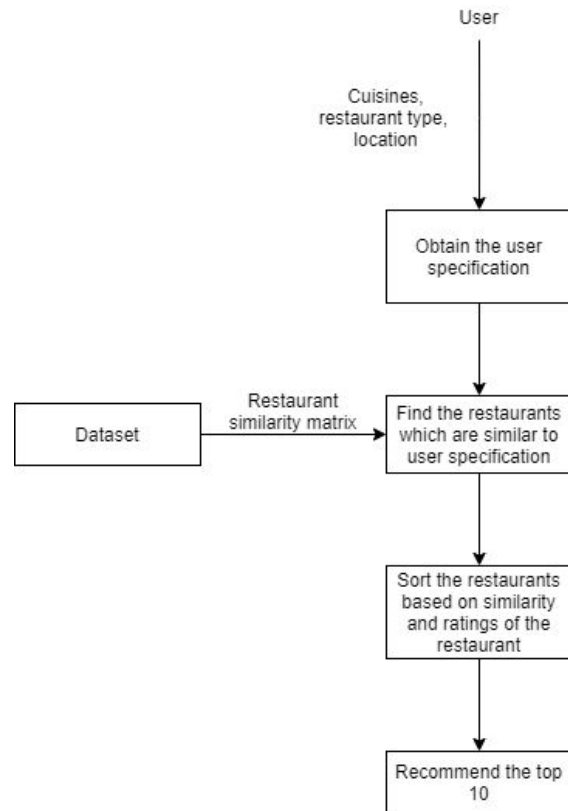 User
Cuisines,
restaurant type,
location
Obtain the user
specification
Restaurant
similarity matrix
Dataset
Find the restaurants
which are similar to
user specification
Sort the restaurants
based on similarity
and ratings of the
restaurant
Recommend the top
10